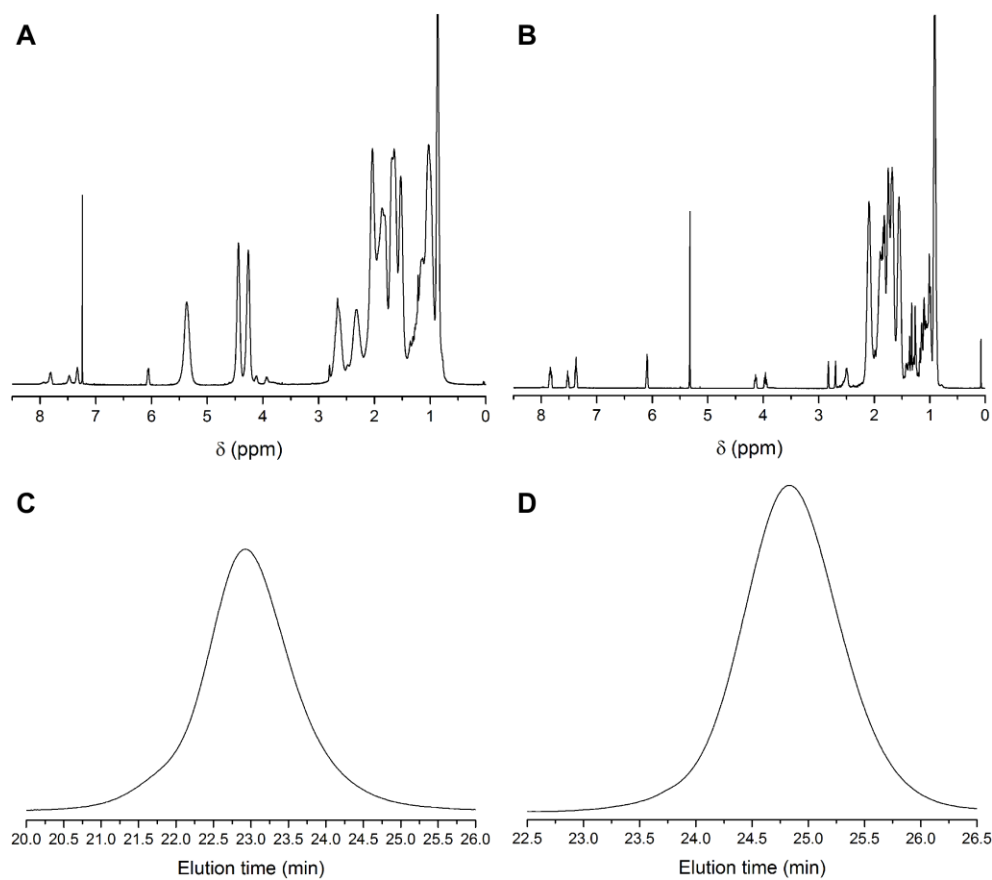 A
B
8 7 6 5 4 3 2 1 0
8 7 6 5 4 3 2 1 0
δ (ppm)
δ (ppm)
C
D
20.0 20.5 21.0 21.5 22.0 22.5 23.0 23.5 24.0 24.5 25.0 25.5 26.0
22.5 23.0 23.5 24.0 24.5 25.0 25.5 26.0 26.5
Elution time (min)
Elution time (min)